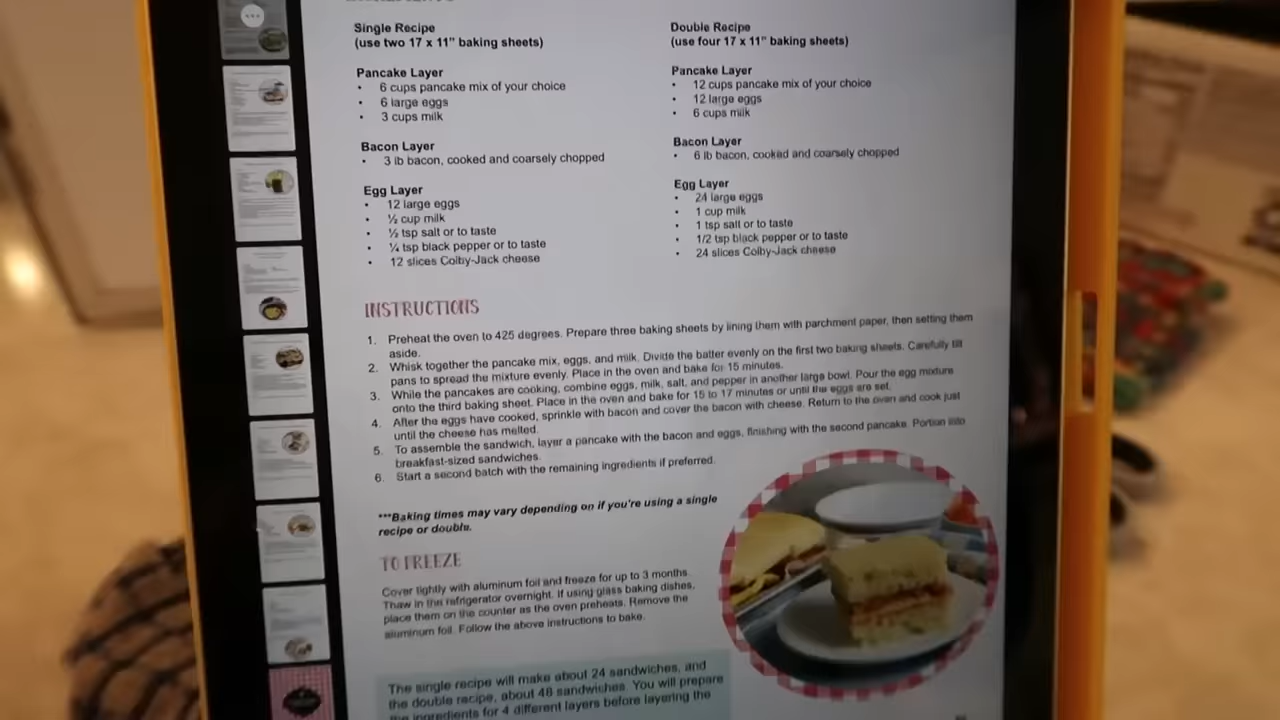 Single Recipe
(use two 17 x 11" baking sheets)
Pancake Layer
• 6 cups pancake mix of your choice
• 6 large eggs
• 3 cups milk
Bacon Layer
• 3 lb bacon, cooked and coarsely chopped
Egg Layer
• 12 large eggs
• ½ cup milk
• ½ tsp salt or to taste
• ¼ tsp black pepper or to taste
• 12 slices Colby-Jack cheese
Double Recipe
(use four 17 x 11" baking sheets)
Pancake Layer
• 12 cups pancake mix of your choice
• 12 large eggs
• 6 cups milk
Bacon Layer
• 6 lb bacon, cooked and coarsely chopped
Egg Layer
• 24 large eggs
• 1 cup milk
• 1 tsp salt or to taste
• 1/2 tsp black pepper or to taste
• 24 slices Colby-Jack cheese
INSTRUCTIONS
1. Preheat the oven to 425 degrees. Prepare three baking sheets by lining them with parchment paper, then setting them
aside.
2. Whisk together the pancake mix, eggs, and milk. Divide the batter evenly on the first two baking sheets. Carefully tilt
pans to spread the mixture evenly. Place in the oven and bake for 15 minutes.
3. While the pancakes are cooking, combine eggs, milk, salt, and pepper in another large bowl. Pour the egg mixture
onto the third baking sheet. Place in the oven and bake for 15 to 17 minutes or until the eggs are set.
4. After the eggs have cooked, sprinkle with bacon and cover the bacon with cheese. Return to the oven and cook just
until the cheese has melted.
5. To assemble the sandwich, layer a pancake with the bacon and eggs, finishing with the second pancake. Portion into
breakfast-sized sandwiches.
6. Start a second batch with the remaining ingredients if preferred.
***Baking times may vary depending on if you're using a single
recipe or double.
TO FREEZE
Cover tightly with aluminum foil and freeze for up to 3 months.
Thaw in the refrigerator overnight. If using glass baking dishes,
place them on the counter as the oven preheats. Remove the
aluminum foil. Follow the above instructions to bake.
The single recipe will make about 24 sandwiches, and
the double recipe, about 48 sandwiches. You will prepare
the ingredients for 4 different layers before layering the